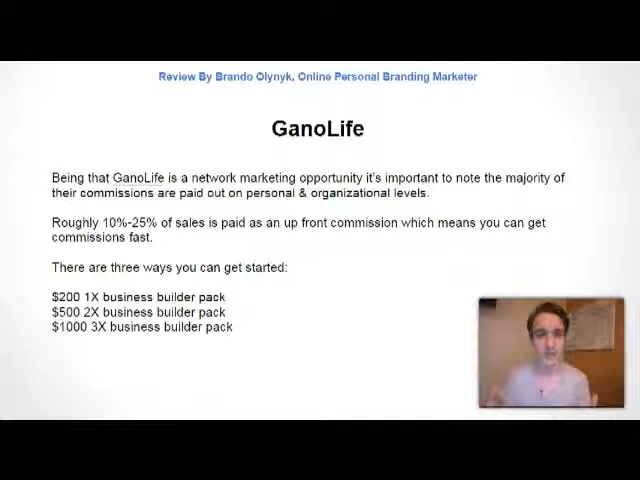 Review By Brando Olynyk, Online Personal Branding Marketer
GanoLife
Being that GanoLife is a network marketing opportunity it's important to note the majority of
their commissions are paid out on personal & organizational levels.
Roughly 10%-25% of sales is paid as an up front commission which means you can get
commissions fast.
There are three ways you can get started:
$200 1X business builder pack
$500 2X business builder pack
$1000 3X business builder pack